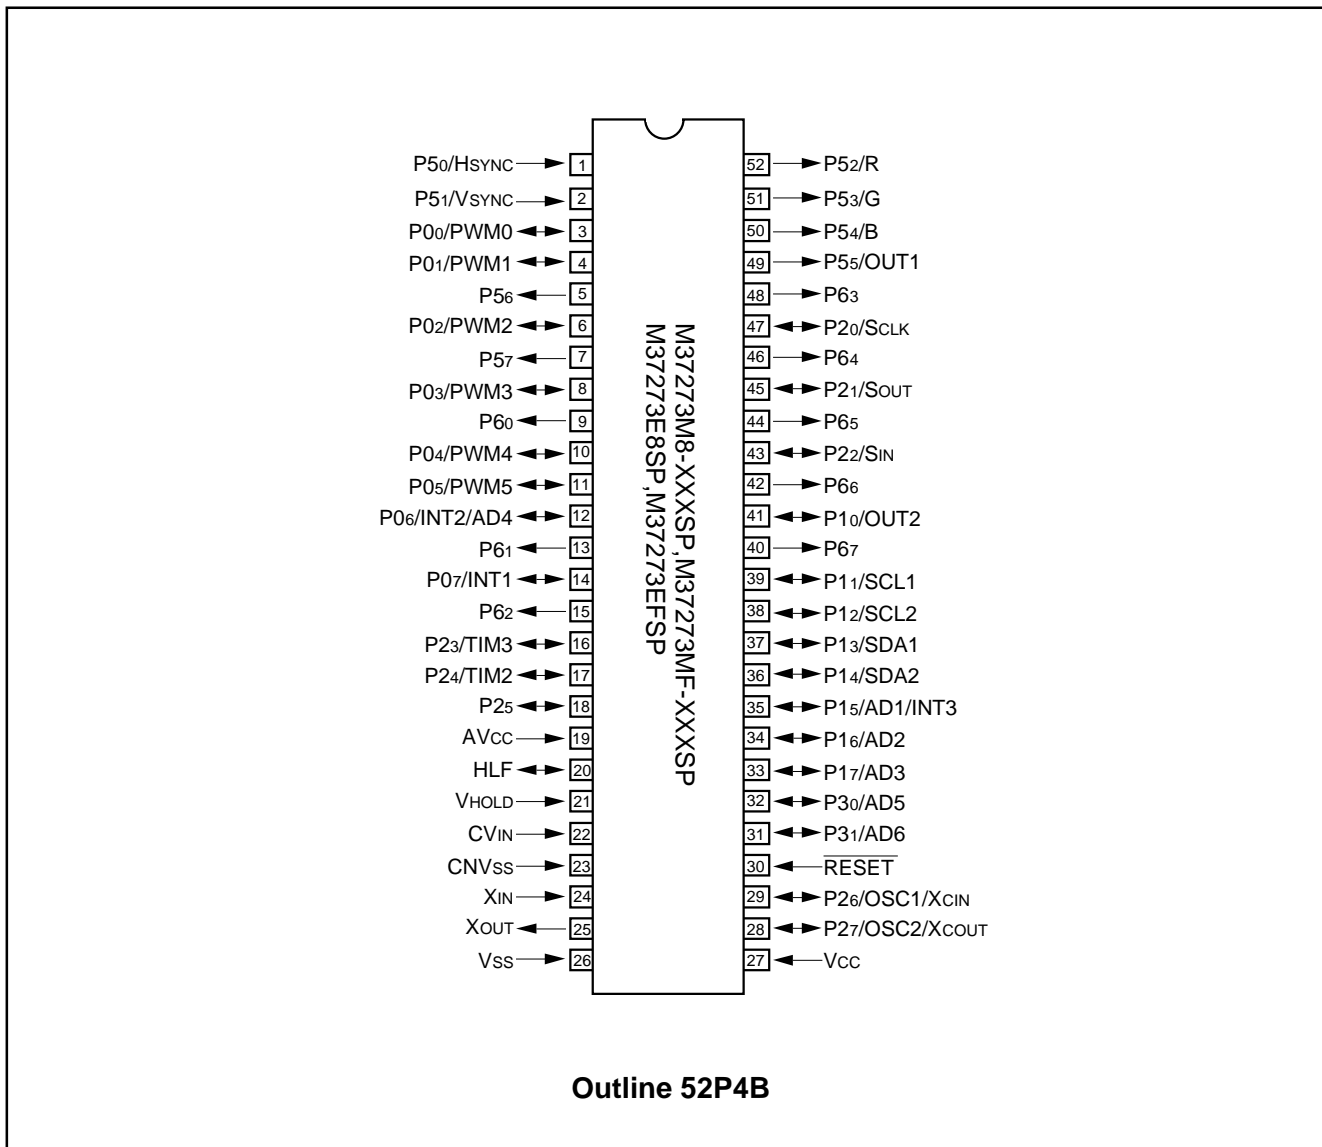 P50/HSYNC 1
P51/VSYNC 2
P00/PWM0 3
P01/PWM1 4
P56 5
P02/PWM2 6
P57 7
P03/PWM3 8
P60 9
P04/PWM4 10
P05/PWM5 11
P06/INT2/AD4 12
P61 13
P07/INT1 14
P62 15
P23/TIM3 16
P24/TIM2 17
P25 18
AVCC 19
HLF 20
VHOLD 21
CVIN 22
CNVSS 23
XIN 24
XOUT 25
VSS 26
M37273M8-XXXSP,M37273MF-XXXSP
M37273E8SP,M37273EFSP
52 P52/R
51 P53/G
50 P54/B
49 P55/OUT1
48 P63
47 P20/SCLK
46 P64
45 P21/SOUT
44 P65
43 P22/SIN
42 P66
41 P10/OUT2
40 P67
39 P11/SCL1
38 P12/SCL2
37 P13/SDA1
36 P14/SDA2
35 P15/AD1/INT3
34 P16/AD2
33 P17/AD3
32 P30/AD5
31 P31/AD6
30 RESET
29 P26/OSC1/XCIN
28 P27/OSC2/XCOUT
27 VCC
Outline 52P4B